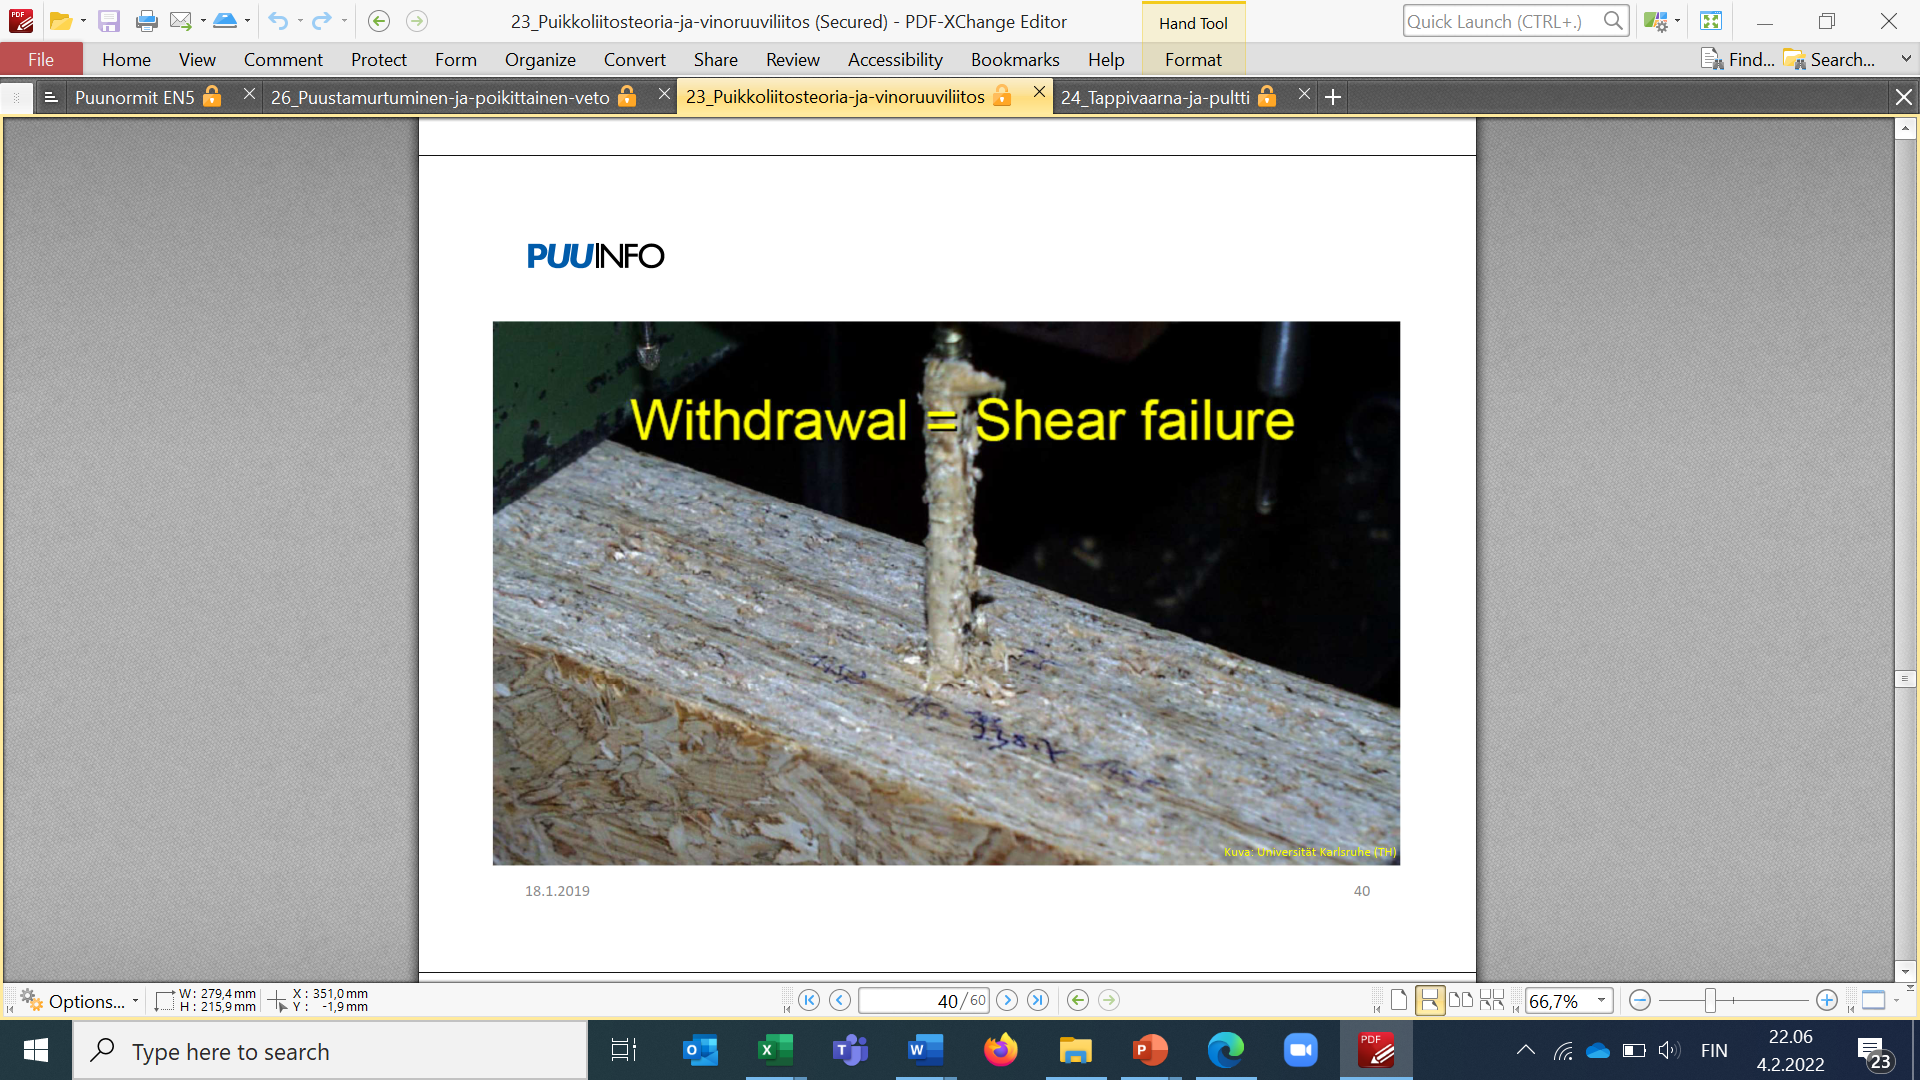 23_Puikkoliitosteoria-ja-vinoruuviliitos (Secured) - PDF-XChange Editor
Hand Tool
Quick Launch (CTRL+.)
File
Home
View
Comment
Protect
Form
Organize
Convert
Share
Review
Accessibility
Bookmarks
Help
Format
Find...
Search...
Puunormit EN5
26_Puustamurtuminen-ja-poikittainen-veto
23_Puikkoliitosteoria-ja-vinoruuviliitos
24_Tappivaarna-ja-pultti
PUUINFO
Withdrawal = Shear failure
Kuva: Universität Karlsruhe (TH)
18.1.2019
40
Options...
W: 279,4 mm
H: 215,9 mm
X: 351,0 mm
Y: -1,9 mm
40 / 60
66,7%
Type here to search
FIN
22.06
4.2.2022
23